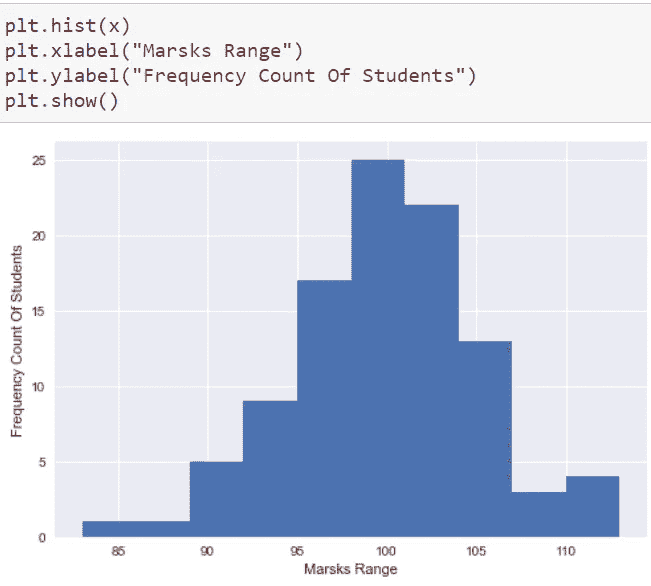 plt.hist(x)
plt.xlabel("Marsks Range")
plt.ylabel("Frequency Count Of Students")
plt.show()
25
20
15
10
5
0
Frequency Count Of Students
85 90 95 100 105 110
Marsks Range